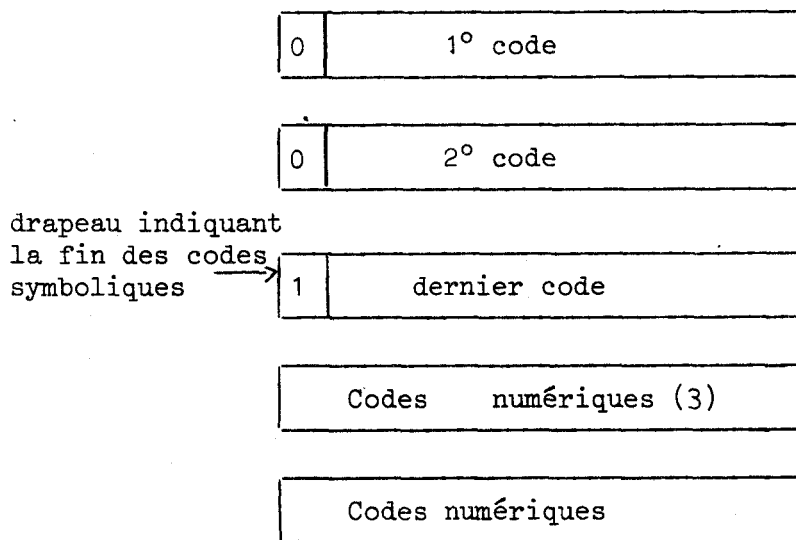 0 1° code
0 2° code
drapeau indiquant
la fin des codes
symboliques
1 dernier code
Codes numériques (3)
Codes numériques